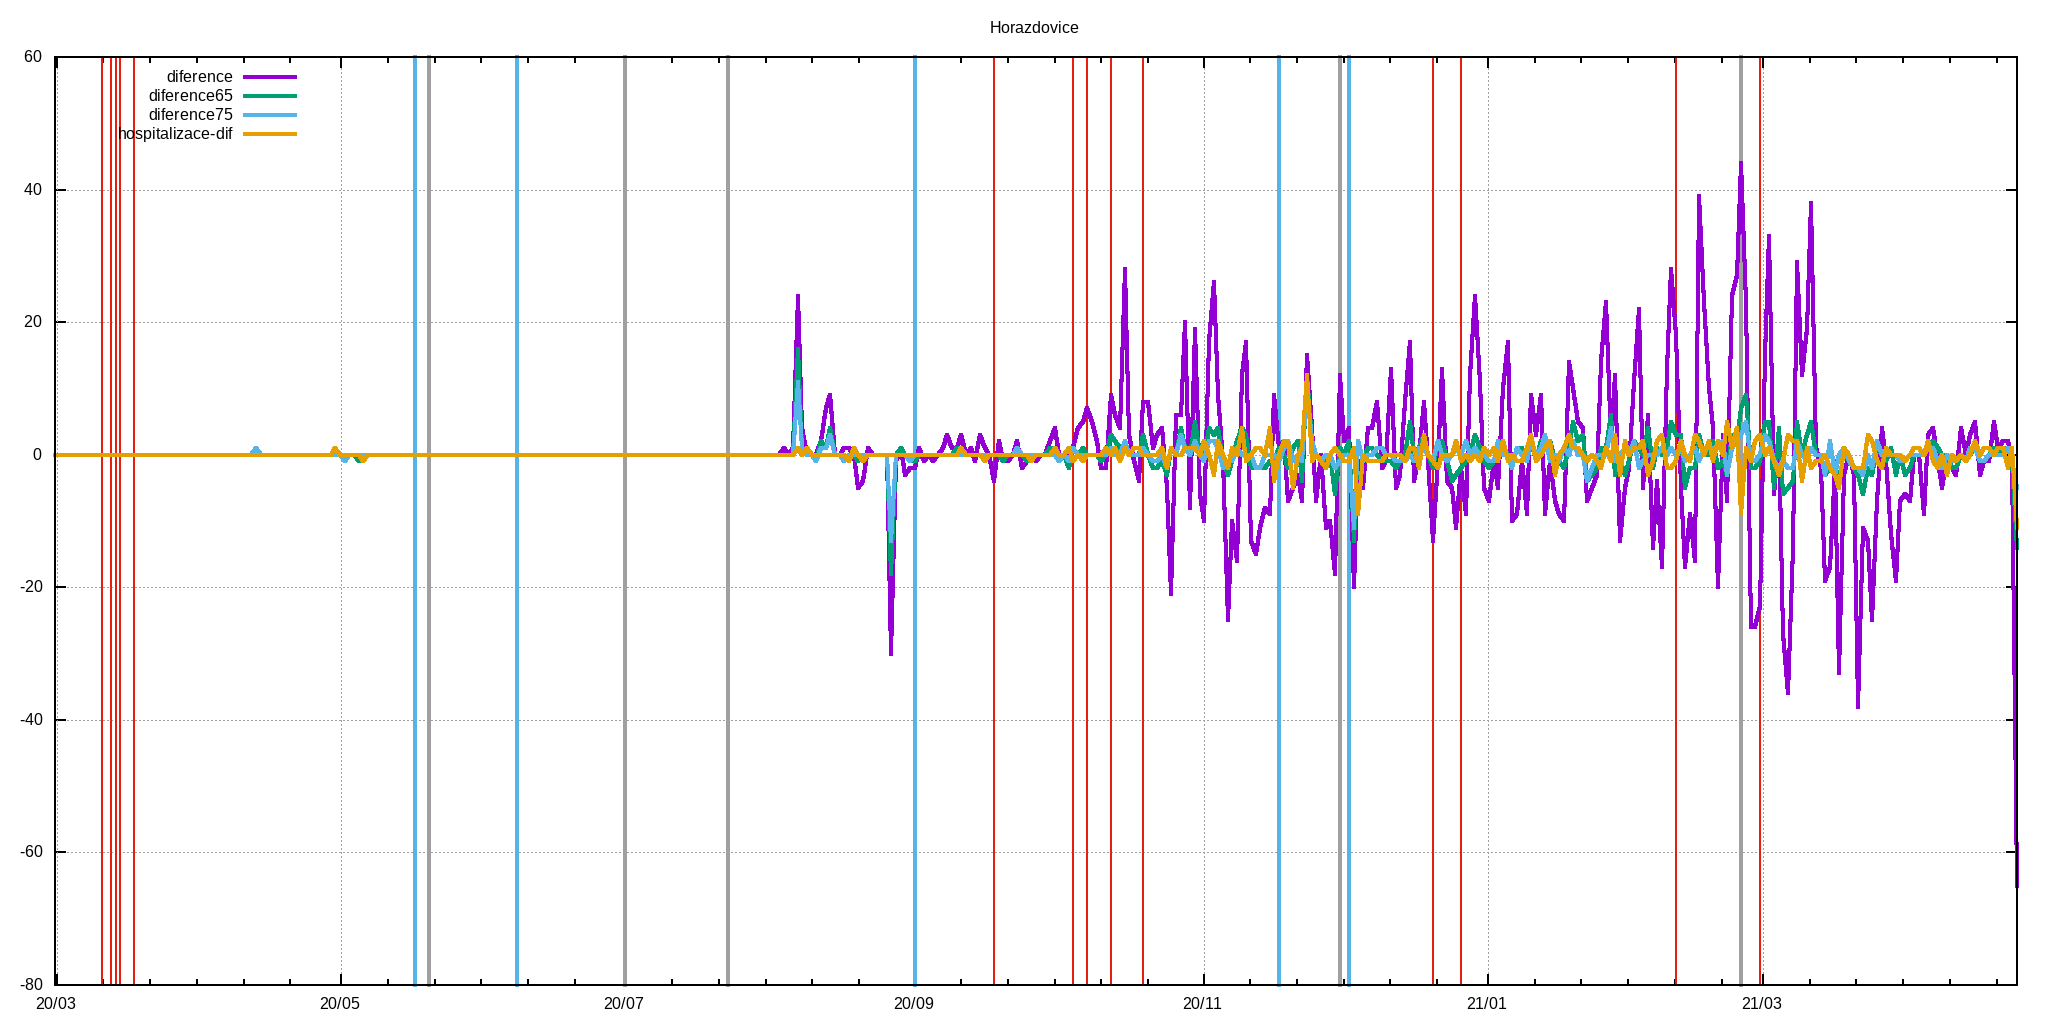 Horazdovice
60
40
20
0
-20
-40
-60
-80
diference
diference65
diference75
hospitalizace-dif
20/03 20/05 20/07 20/09 20/11 21/01 21/03